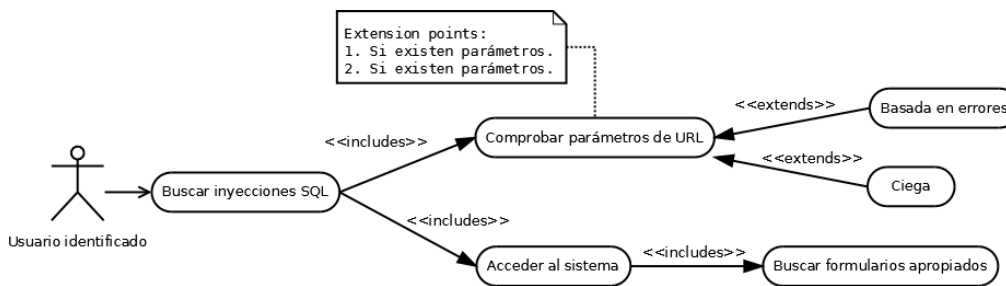 Extension points:
1. Si existen parámetros.
2. Si existen parámetros.
<<extends>>
Basada en errores
<<includes>>
Comprobar parámetros de URL
<<extends>>
Buscar inyecciones SQL
Ciega
<<includes>>
Usuario identificado
<<includes>>
Acceder al sistema
Buscar formularios apropiados